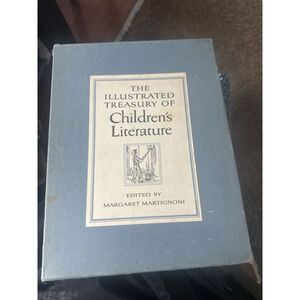 THE
ILLUSTRATED
TREASURY OF
Children's
Literature
EDITED BY
MARGARET MARTIGNONI